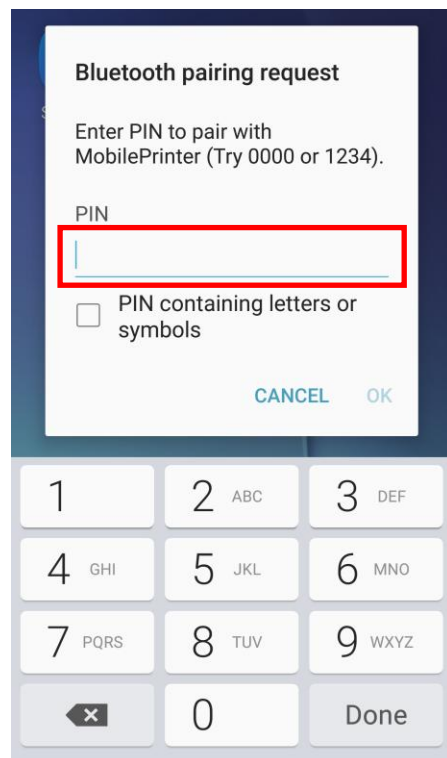 Bluetooth pairing request
Enter PIN to pair with
MobilePrinter (Try 0000 or 1234).
PIN
PIN containing letters or
symbols
CANCEL OK
1 2 ABC 3 DEF
4 GHI 5 JKL 6 MNO
7 PQRS 8 TUV 9 WXYZ
0 Done